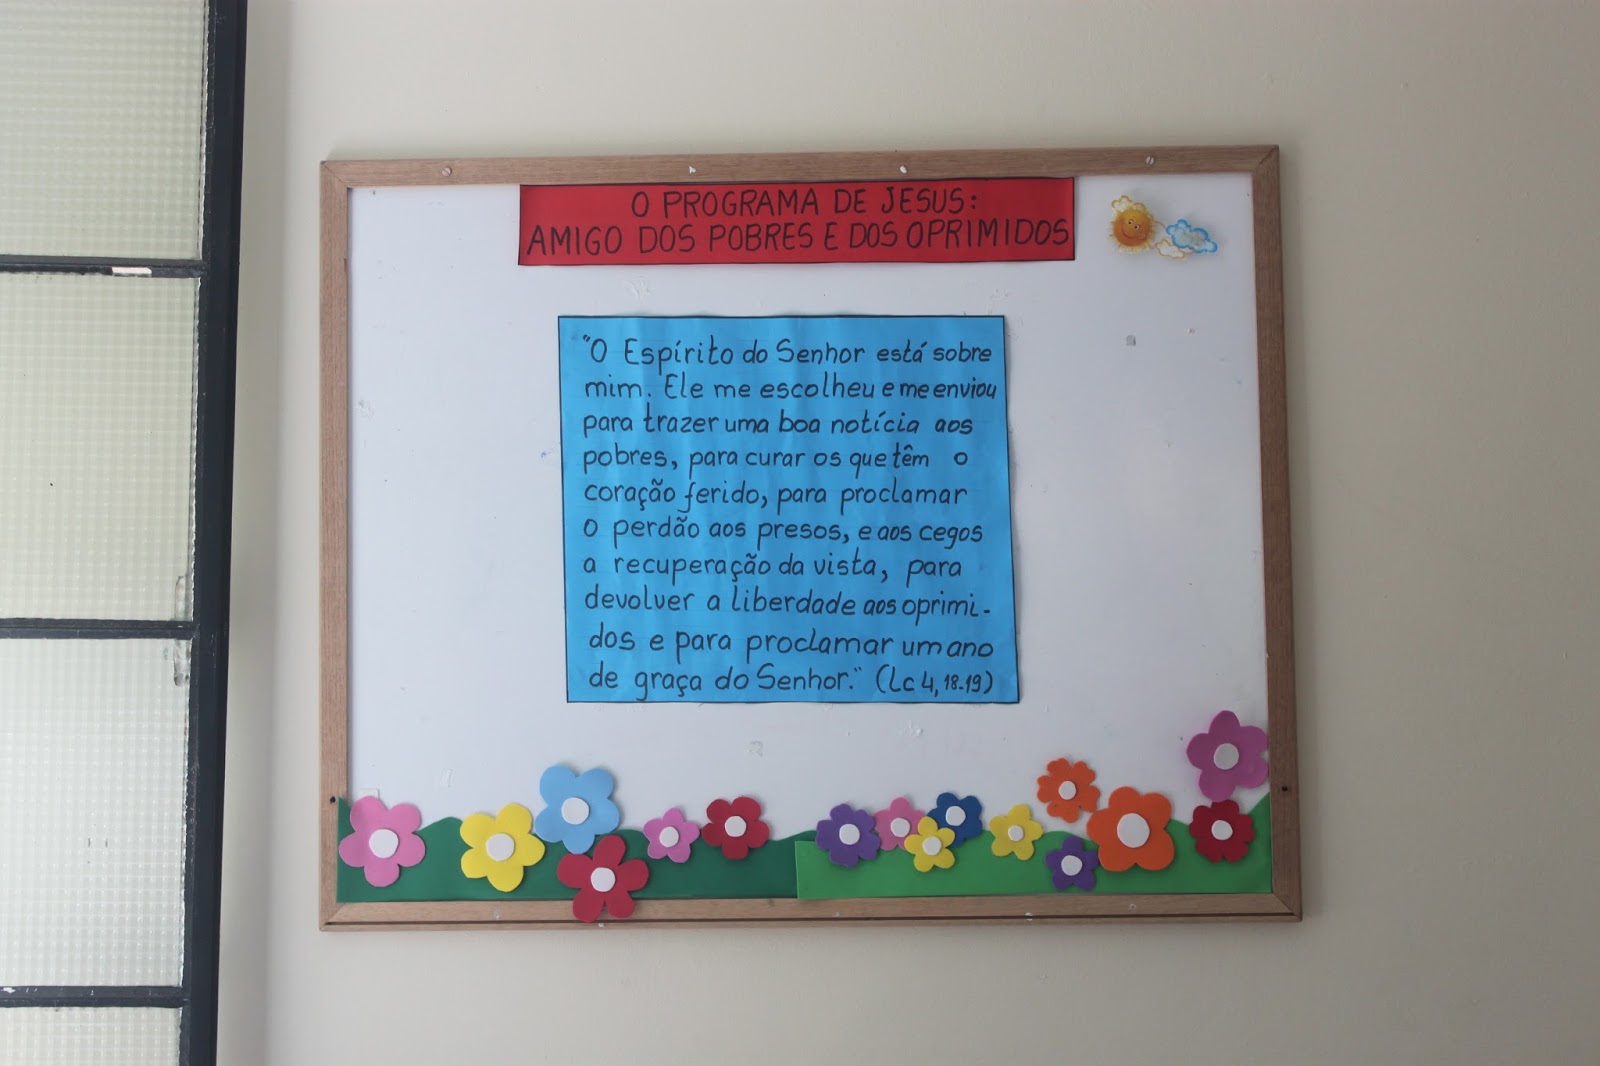 O PROGRAMA DE JESUS:
AMIGO DOS POBRES E DOS OPRIMIDOS
"O Espírito do Senhor está sobre
mim. Ele me escolheu e me enviou
para trazer uma boa notícia aos
pobres, para curar os que têm o
coração ferido, para proclamar
o perdão aos presos, e aos cegos
a recuperação da vista, para
devolver a liberdade aos oprimi-
dos e para proclamar um ano
de graça do Senhor." (Lc 4, 18-19)